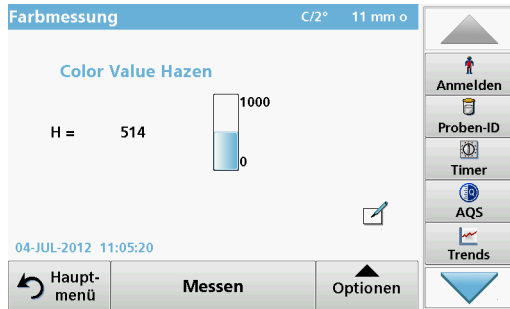 Farbmessung C/2° 11 mm o
Color Value Hazen
1000
H = 514
0
04-JUL-2012 11:05:20
Haupt-
menü
Messen
Optionen
Anmelden
Proben-ID
Timer
AQS
Trends